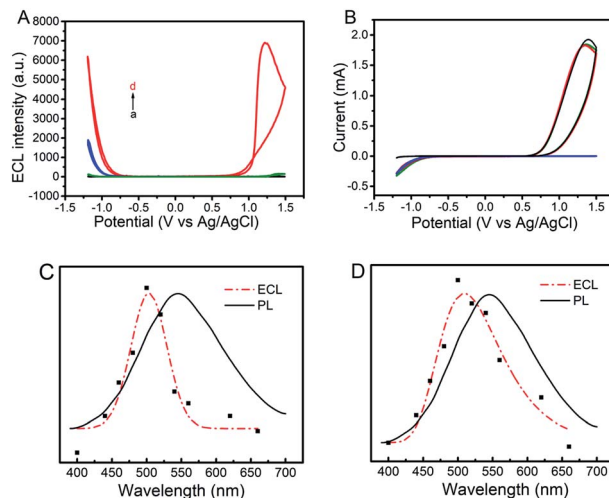 A
ECL intensity (a.u.)
8000
7000
6000
5000
4000
3000
2000
1000
0
-1000
d
a
-1.5 -1.0 -0.5 0.0 0.5 1.0 1.5
Potential (V vs Ag/AgCl)
B
Current (mA)
2.0
1.5
1.0
0.5
0.0
-0.5
-1.5 -1.0 -0.5 0.0 0.5 1.0 1.5
Potential (V vs Ag/AgCl)
C
ECL
PL
400 450 500 550 600 650 700
Wavelength (nm)
D
ECL
PL
400 450 500 550 600 650 700
Wavelength (nm)